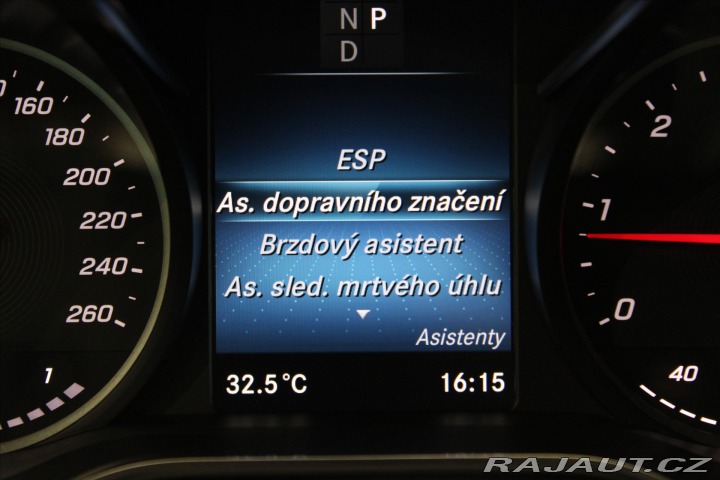 N P
D
160
180
200
220
240
260
1
ESP
As. dopravního značení
Brzdový asistent
As. sled. mrtvého úhlu
Asistenty
32.5°C 16:15
2
1
0
40
RAJAUT.CZ